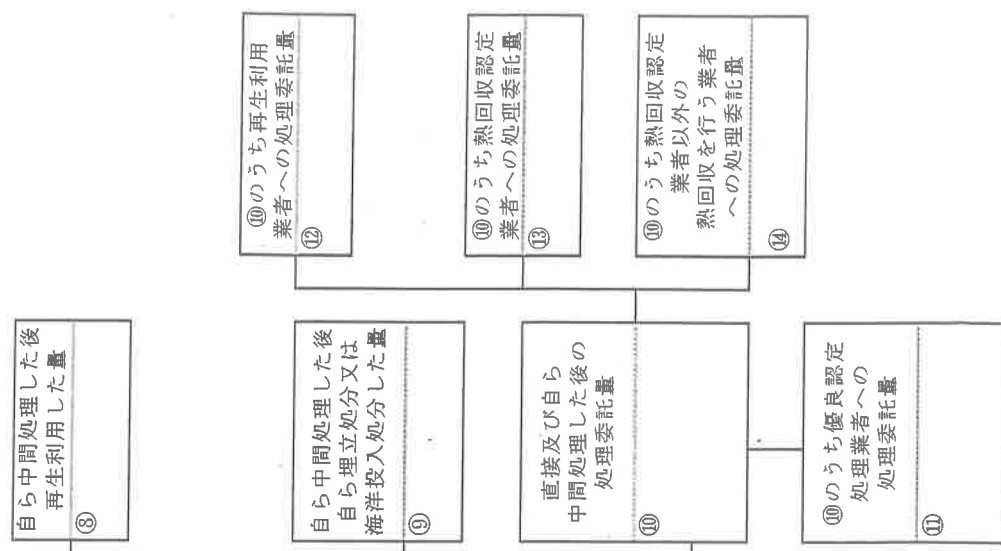 自ら中間処理した後
再生利用した量
⑧
自ら中間処理した後
自ら埋立処分又は
海洋投入処分した量
⑨
直接及び自ら
中間処理した後の
処理委託量
⑩
⑩のうち優良認定
処理業者への
処理委託量
⑪
⑩のうち再生利用
業者への処理委託量
⑫
⑩のうち熱回収認定
業者への処理委託量
⑬
⑩のうち熱回収認定
業者以外の
熱回収を行う業者
への処理委託量
⑭